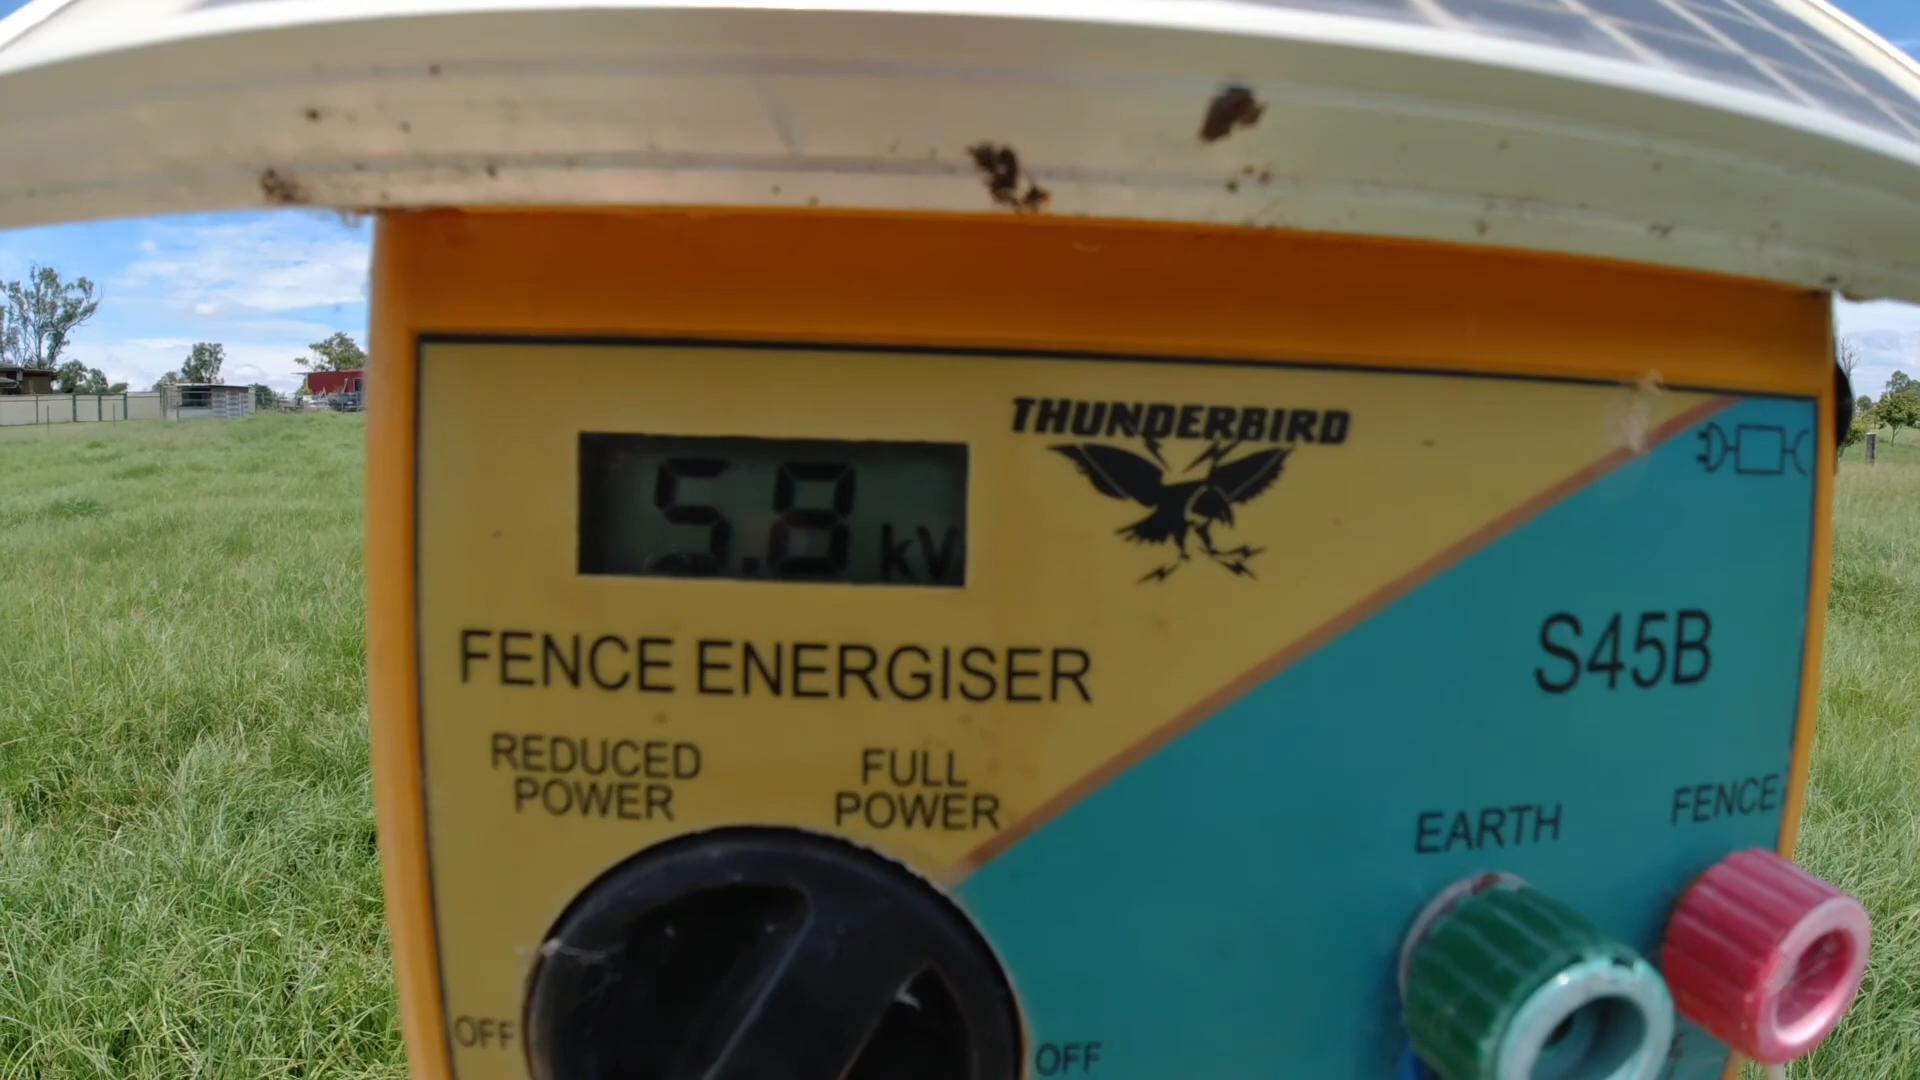 THUNDERBIRD
5.8 kV
FENCE ENERGISER
S45B
REDUCED
POWER
FULL
POWER
EARTH
FENCE
OFF
OFF